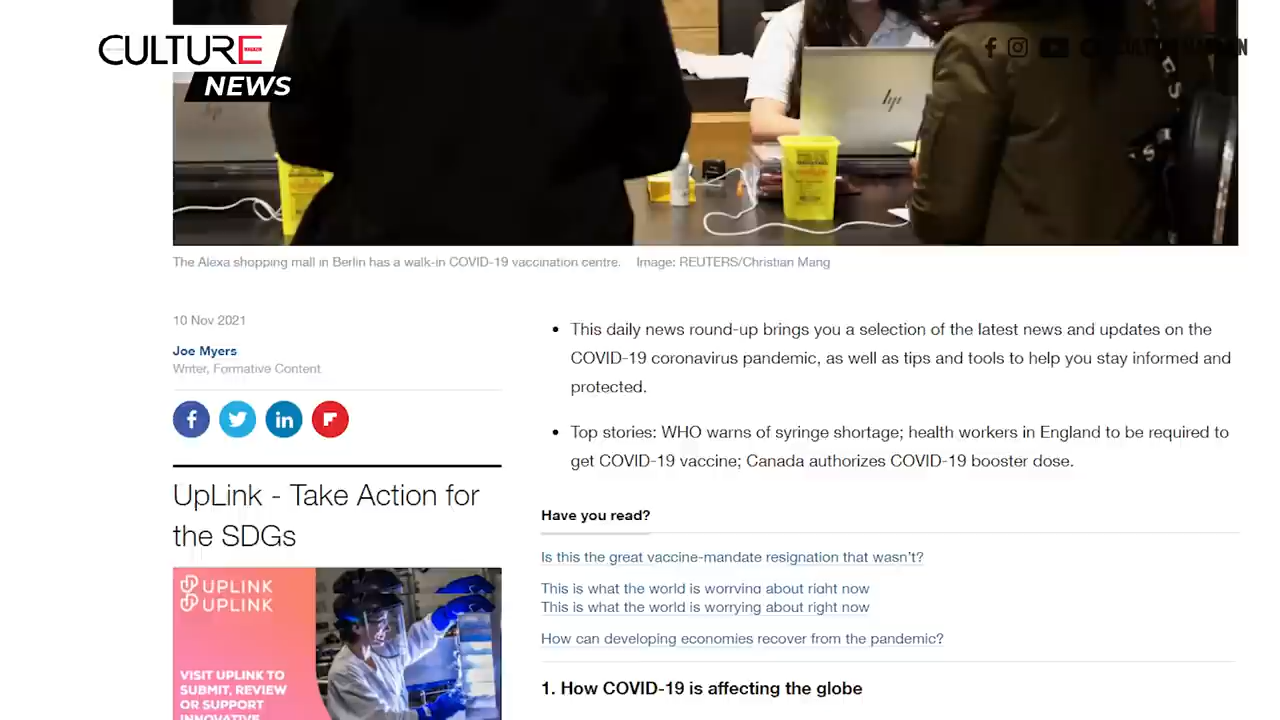 CULTURE
NEWS
hp
The Alexa shopping mall in Berlin has a walk-in COVID-19 vaccination centre. Image: REUTERS/Christian Mang
10 Nov 2021
Joe Myers
Writer, Formative Content
This daily news round-up brings you a selection of the latest news and updates on the
COVID-19 coronavirus pandemic, as well as tips and tools to help you stay informed and
protected.
Top stories: WHO warns of syringe shortage; health workers in England to be required to
get COVID-19 vaccine; Canada authorizes COVID-19 booster dose.
UpLink - Take Action for
the SDGs
UPLINK
UPLINK
VISIT UPLINK TO
SUBMIT, REVIEW
OR SUPPORT
INNOVATIVE
Have you read?
Is this the great vaccine-mandate resignation that wasn't?
This is what the world is worrying about right now
This is what the world is worrying about right now
How can developing economies recover from the pandemic?
1. How COVID-19 is affecting the globe